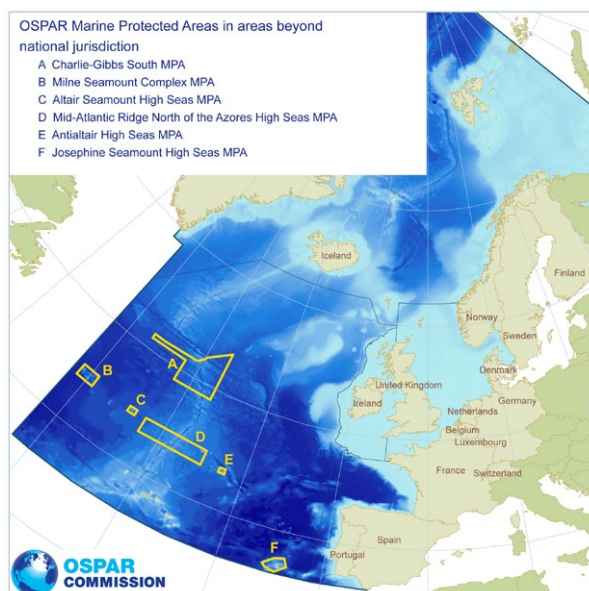 OSPAR Marine Protected Areas in areas beyond
national jurisdiction
A Charlie-Gibbs South MPA
B Milne Seamount Complex MPA
C Altair Seamount High Seas MPA
D Mid-Atlantic Ridge North of the Azores High Seas MPA
E Antialtair High Seas MPA
F Josephine Seamount High Seas MPA
Iceland
Finland
Norway
Sweden
A
B
Denmark
United Kingdom
Ireland
Germany
C
Netherlands
Belgium
D
Luxembourg
E
France
Switzerland
F
Spain
Portugal
OSPAR
COMMISSION